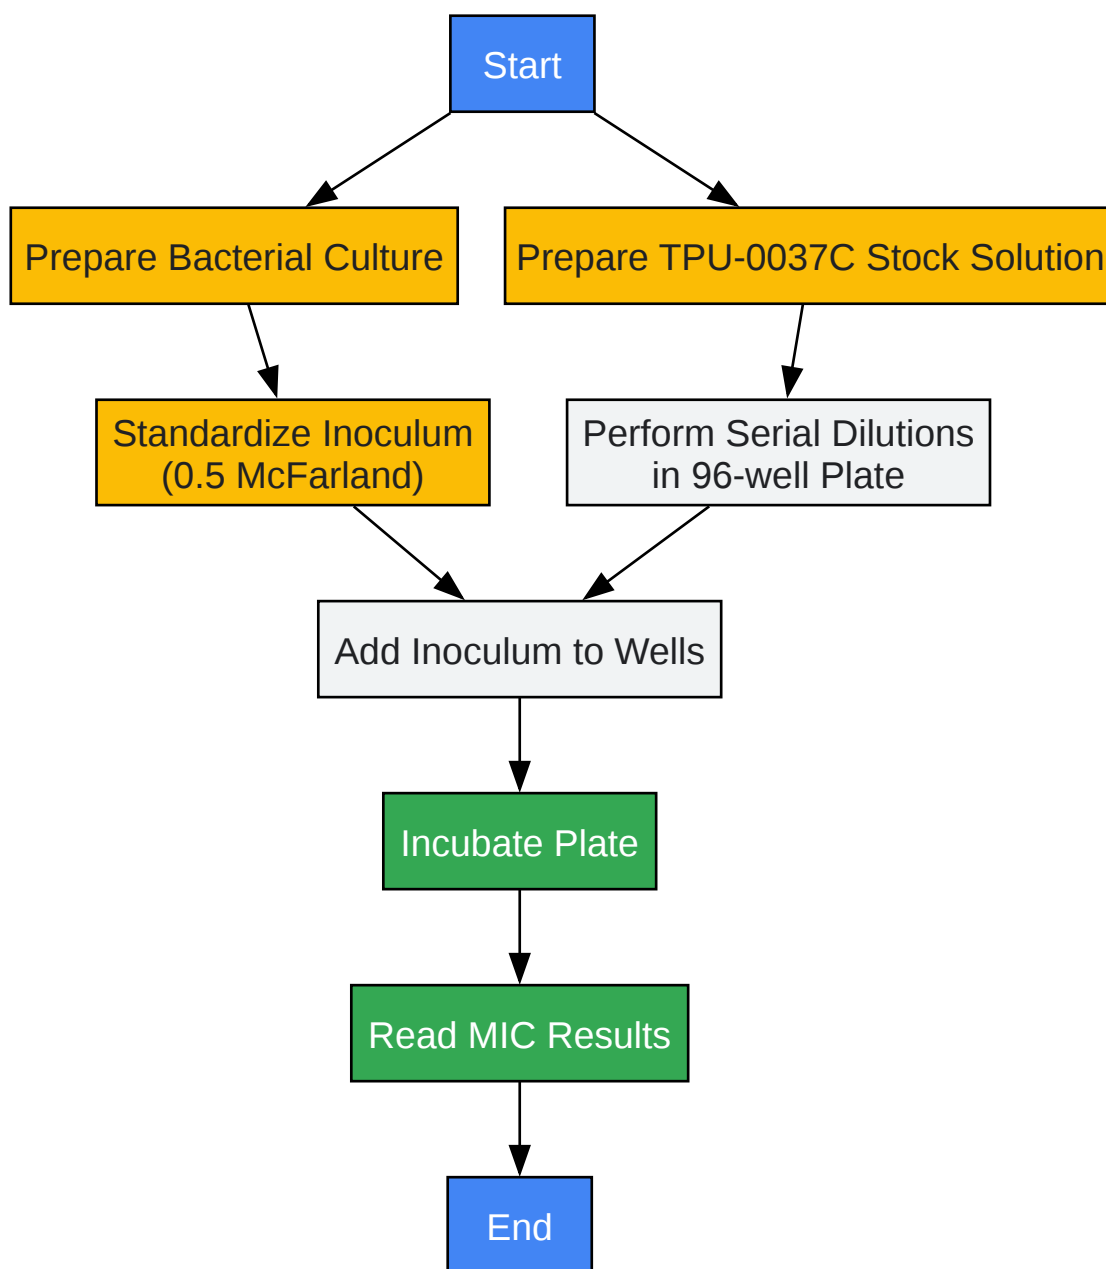 Start
Prepare Bacterial Culture
Prepare TPU-0037C Stock Solution
Standardize Inoculum
(0.5 McFarland)
Perform Serial Dilutions
in 96-well Plate
Add Inoculum to Wells
Incubate Plate
Read MIC Results
End